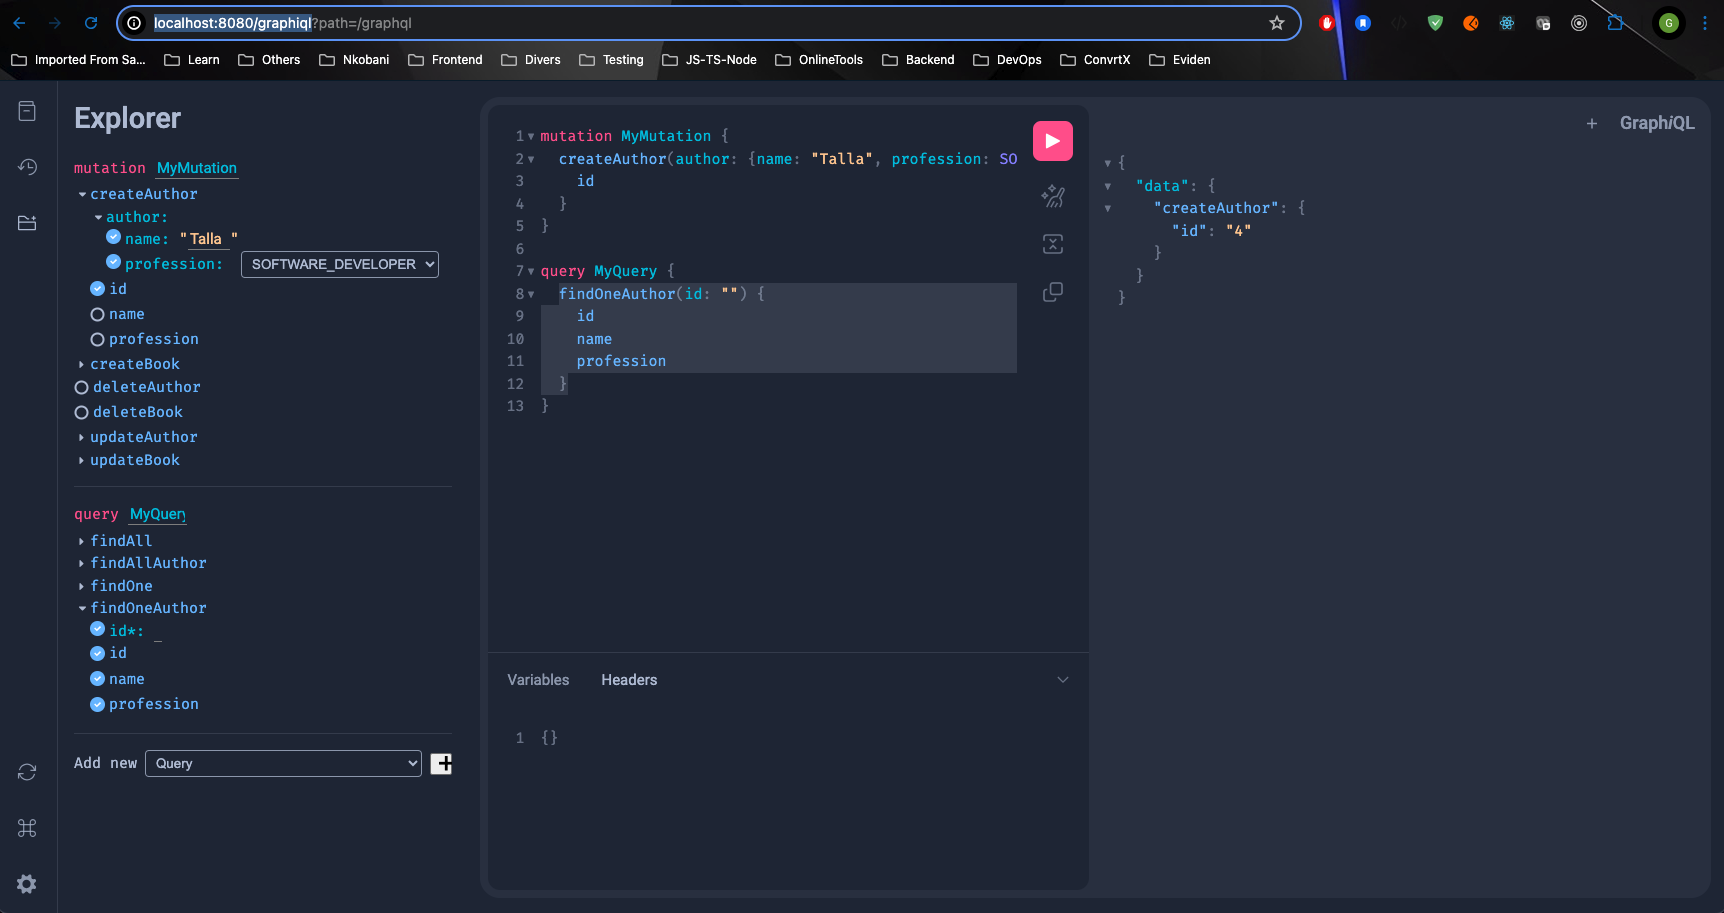 localhost:8080/graphiql?path=/graphql
G
Imported From Sa... Learn Others Nkobani Frontend Divers Testing JS-TS-Node OnlineTools Backend DevOps ConvrtX Eviden
Explorer
mutation MyMutation
createAuthor
author:
name: "Talla "
profession: SOFTWARE_DEVELOPER
id
name
profession
createBook
deleteAuthor
deleteBook
updateAuthor
updateBook
query MyQuery
findAll
findAllAuthor
findOne
findOneAuthor
id*: _
id
name
profession
Add new Query
1 mutation MyMutation {
2 createAuthor(author: {name: "Talla", profession: SO
3 id
4 }
5 }
6
7 query MyQuery {
8 findOneAuthor(id: "") {
9 id
10 name
11 profession
12 }
13 }
Variables Headers
1 {}
+ GraphiQL
{
"data": {
"createAuthor": {
"id": "4"
}
}
}